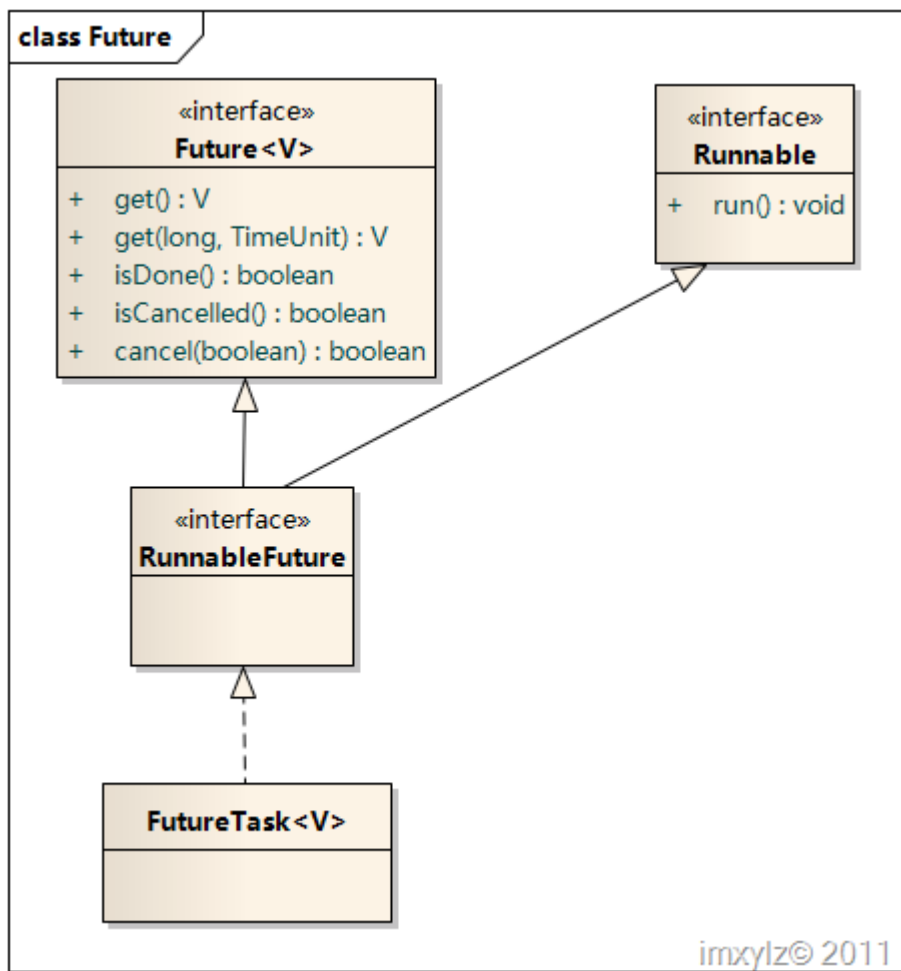 class Future
«interface»
Future<V>
+ get() : V
+ get(long, TimeUnit) : V
+ isDone() : boolean
+ isCancelled() : boolean
+ cancel(boolean) : boolean
«interface»
Runnable
+ run() : void
«interface»
RunnableFuture
FutureTask<V>
imxylz© 2011